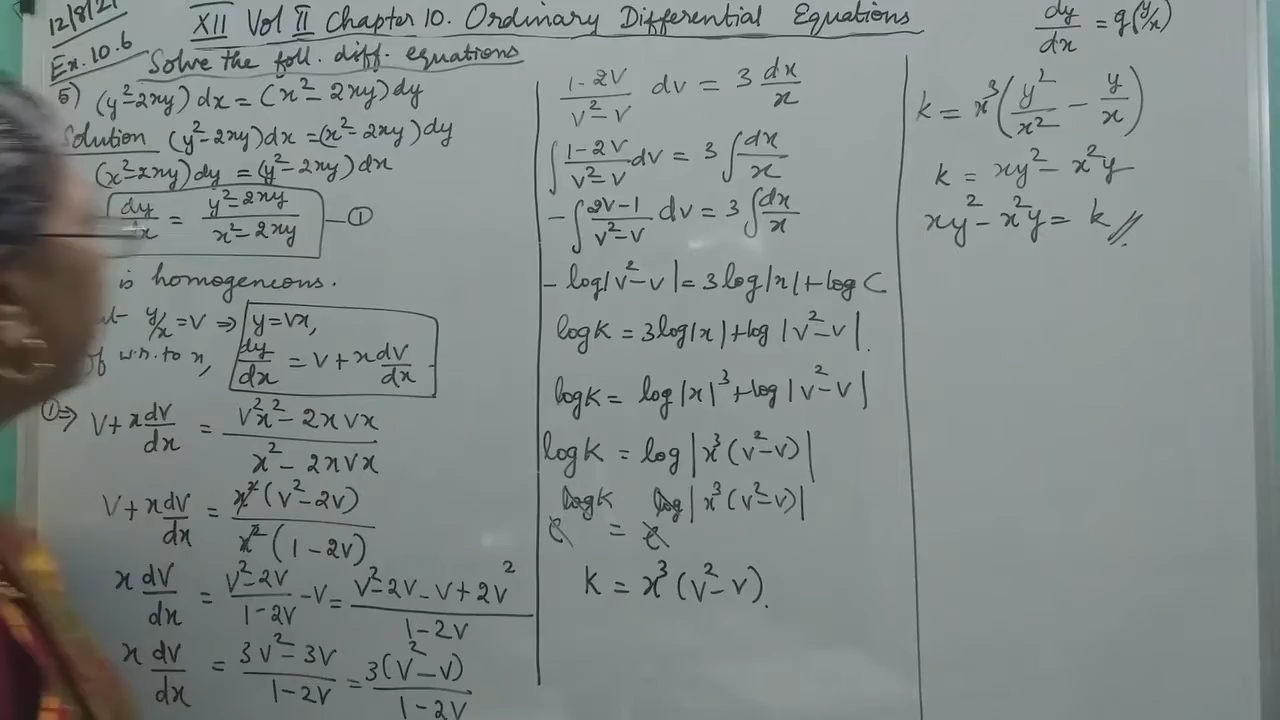 12/8/21
XII Vol II Chapter 10. Ordinary Differential Equations
Ex. 10.6
Solve the foll. diff. equations
5) (y²-2xy) dx = (x²-2xy) dy
Solution (y²-2xy)dx = (x²-2xy) dy
(x²-2xy)dy = (y²-2xy) dx
dy/dx = (y²-2xy)/(x²-2xy) — ①
is homogeneous.
y/x = v ⇒ y = vx,
w.r. to x, dy/dx = v + x dv/dx
① ⇒ v + x dv/dx = (v²x² - 2x vx)/(x² - 2x vx)
v + x dv/dx = x²(v²-2v)/x²(1-2v)
x dv/dx = (v²-2v)/(1-2v) - v = (v²-2v-v+2v²)/(1-2v)
x dv/dx = (3v²-3v)/(1-2v) = 3(v²-v)/(1-2v)
(1-2v)/(v²-v) dv = 3 dx/x
∫ (1-2v)/(v²-v) dv = 3 ∫ dx/x
- ∫ (2v-1)/(v²-v) dv = 3 ∫ dx/x
- log|v²-v| = 3 log|x| + log C
log K = 3 log|x| + log |v²-v|.
log K = log |x|³ + log |v²-v|
log K = log |x³(v²-v)|
e^(log K) = e^(log |x³(v²-v)|)
K = x³(v²-v).
dy/dx = g(y/x)
k = x³(y²/x² - y/x)
k = xy² - x²y
xy² - x²y = k //